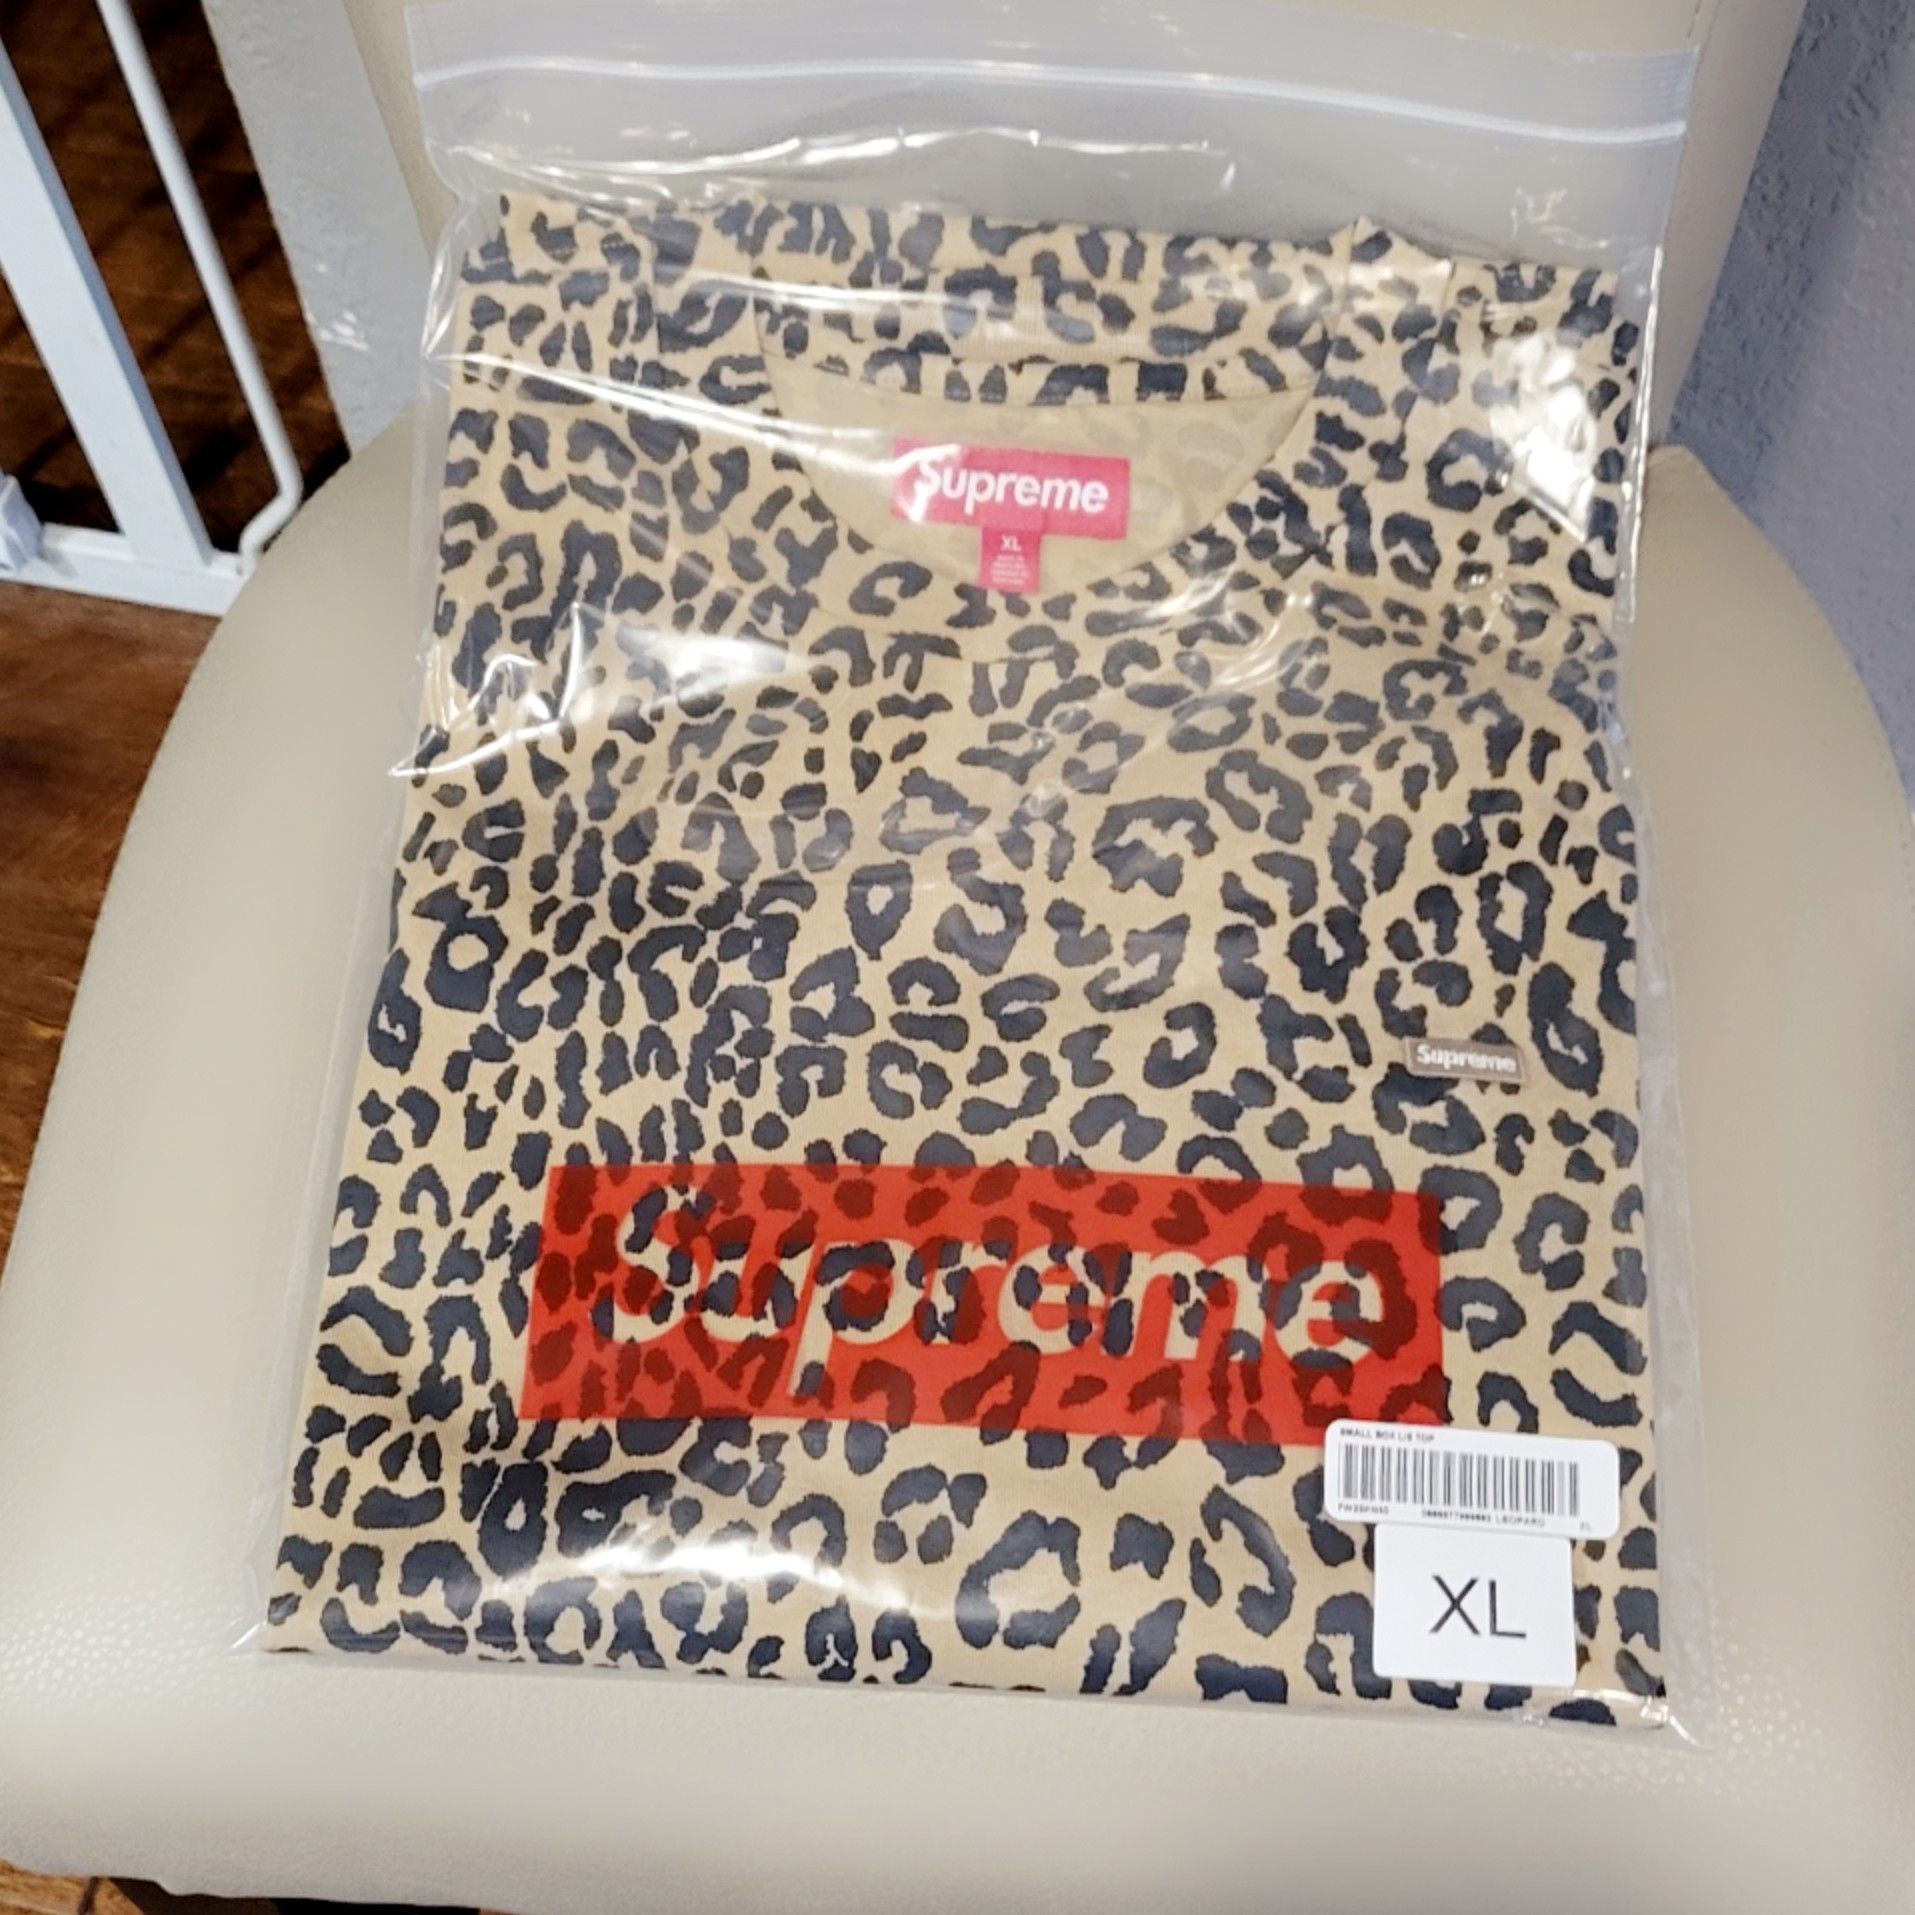 Supreme
XL
Supreme
Supreme
SMALL BOX L/S TOP
LEOPARD
XL
XL